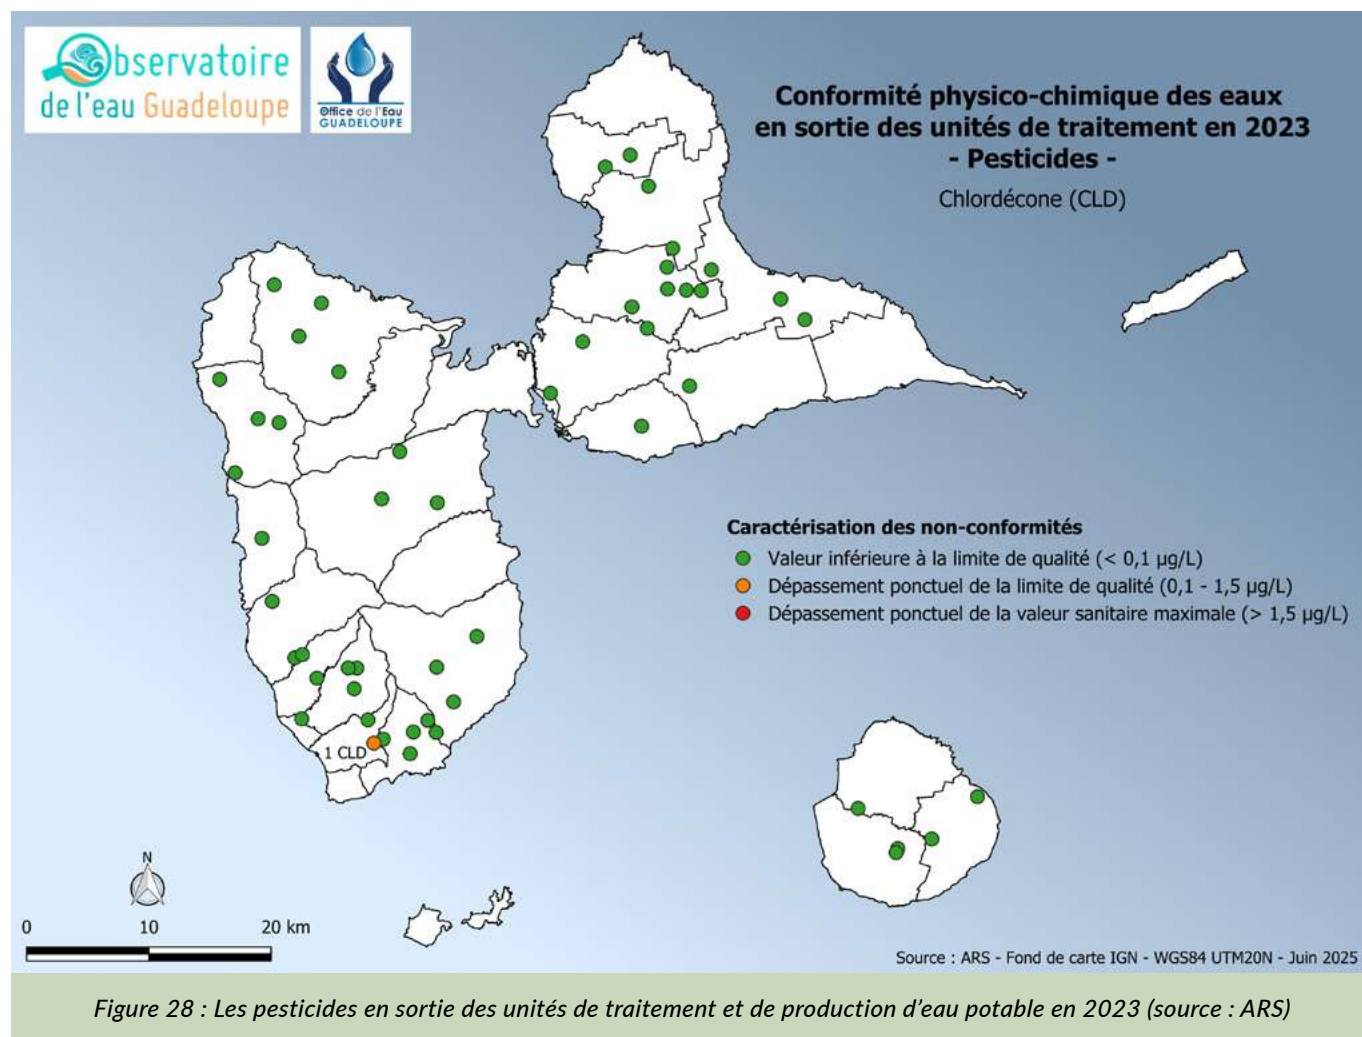 Observatoire
de l'eau Guadeloupe
Office de l'Eau
GUADELOUPE
Conformité physico-chimique des eaux
en sortie des unités de traitement en 2023
- Pesticides -
Chlordécone (CLD)
Caractérisation des non-conformités
Valeur inférieure à la limite de qualité (< 0,1 µg/L)
Dépassement ponctuel de la limite de qualité (0,1 - 1,5 µg/L)
Dépassement ponctuel de la valeur sanitaire maximale (> 1,5 µg/L)
1 CLD
N
0 10 20 km
Source : ARS - Fond de carte IGN - WGS84 UTM20N - Juin 2025
Figure 28 : Les pesticides en sortie des unités de traitement et de production d'eau potable en 2023 (source : ARS)